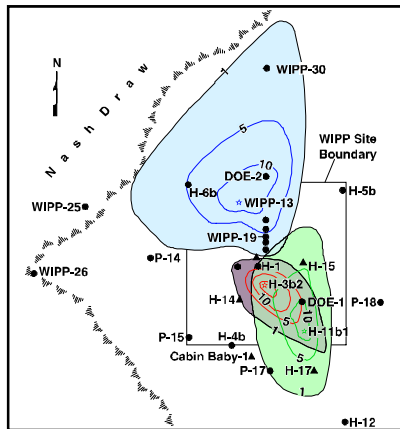 1
WIPP-30
N
Nash Draw
5
WIPP Site
Boundary
10
DOE-2
H-6b
H-5b
WIPP-13
WIPP-25
WIPP-19
P-14
H-1
H-15
WIPP-26
H-3b2
H-14
10
DOE-1
P-18
10
5
H-11b1
P-15
H-4b
1
5
Cabin Baby-1
P-17
H-17
1
H-12